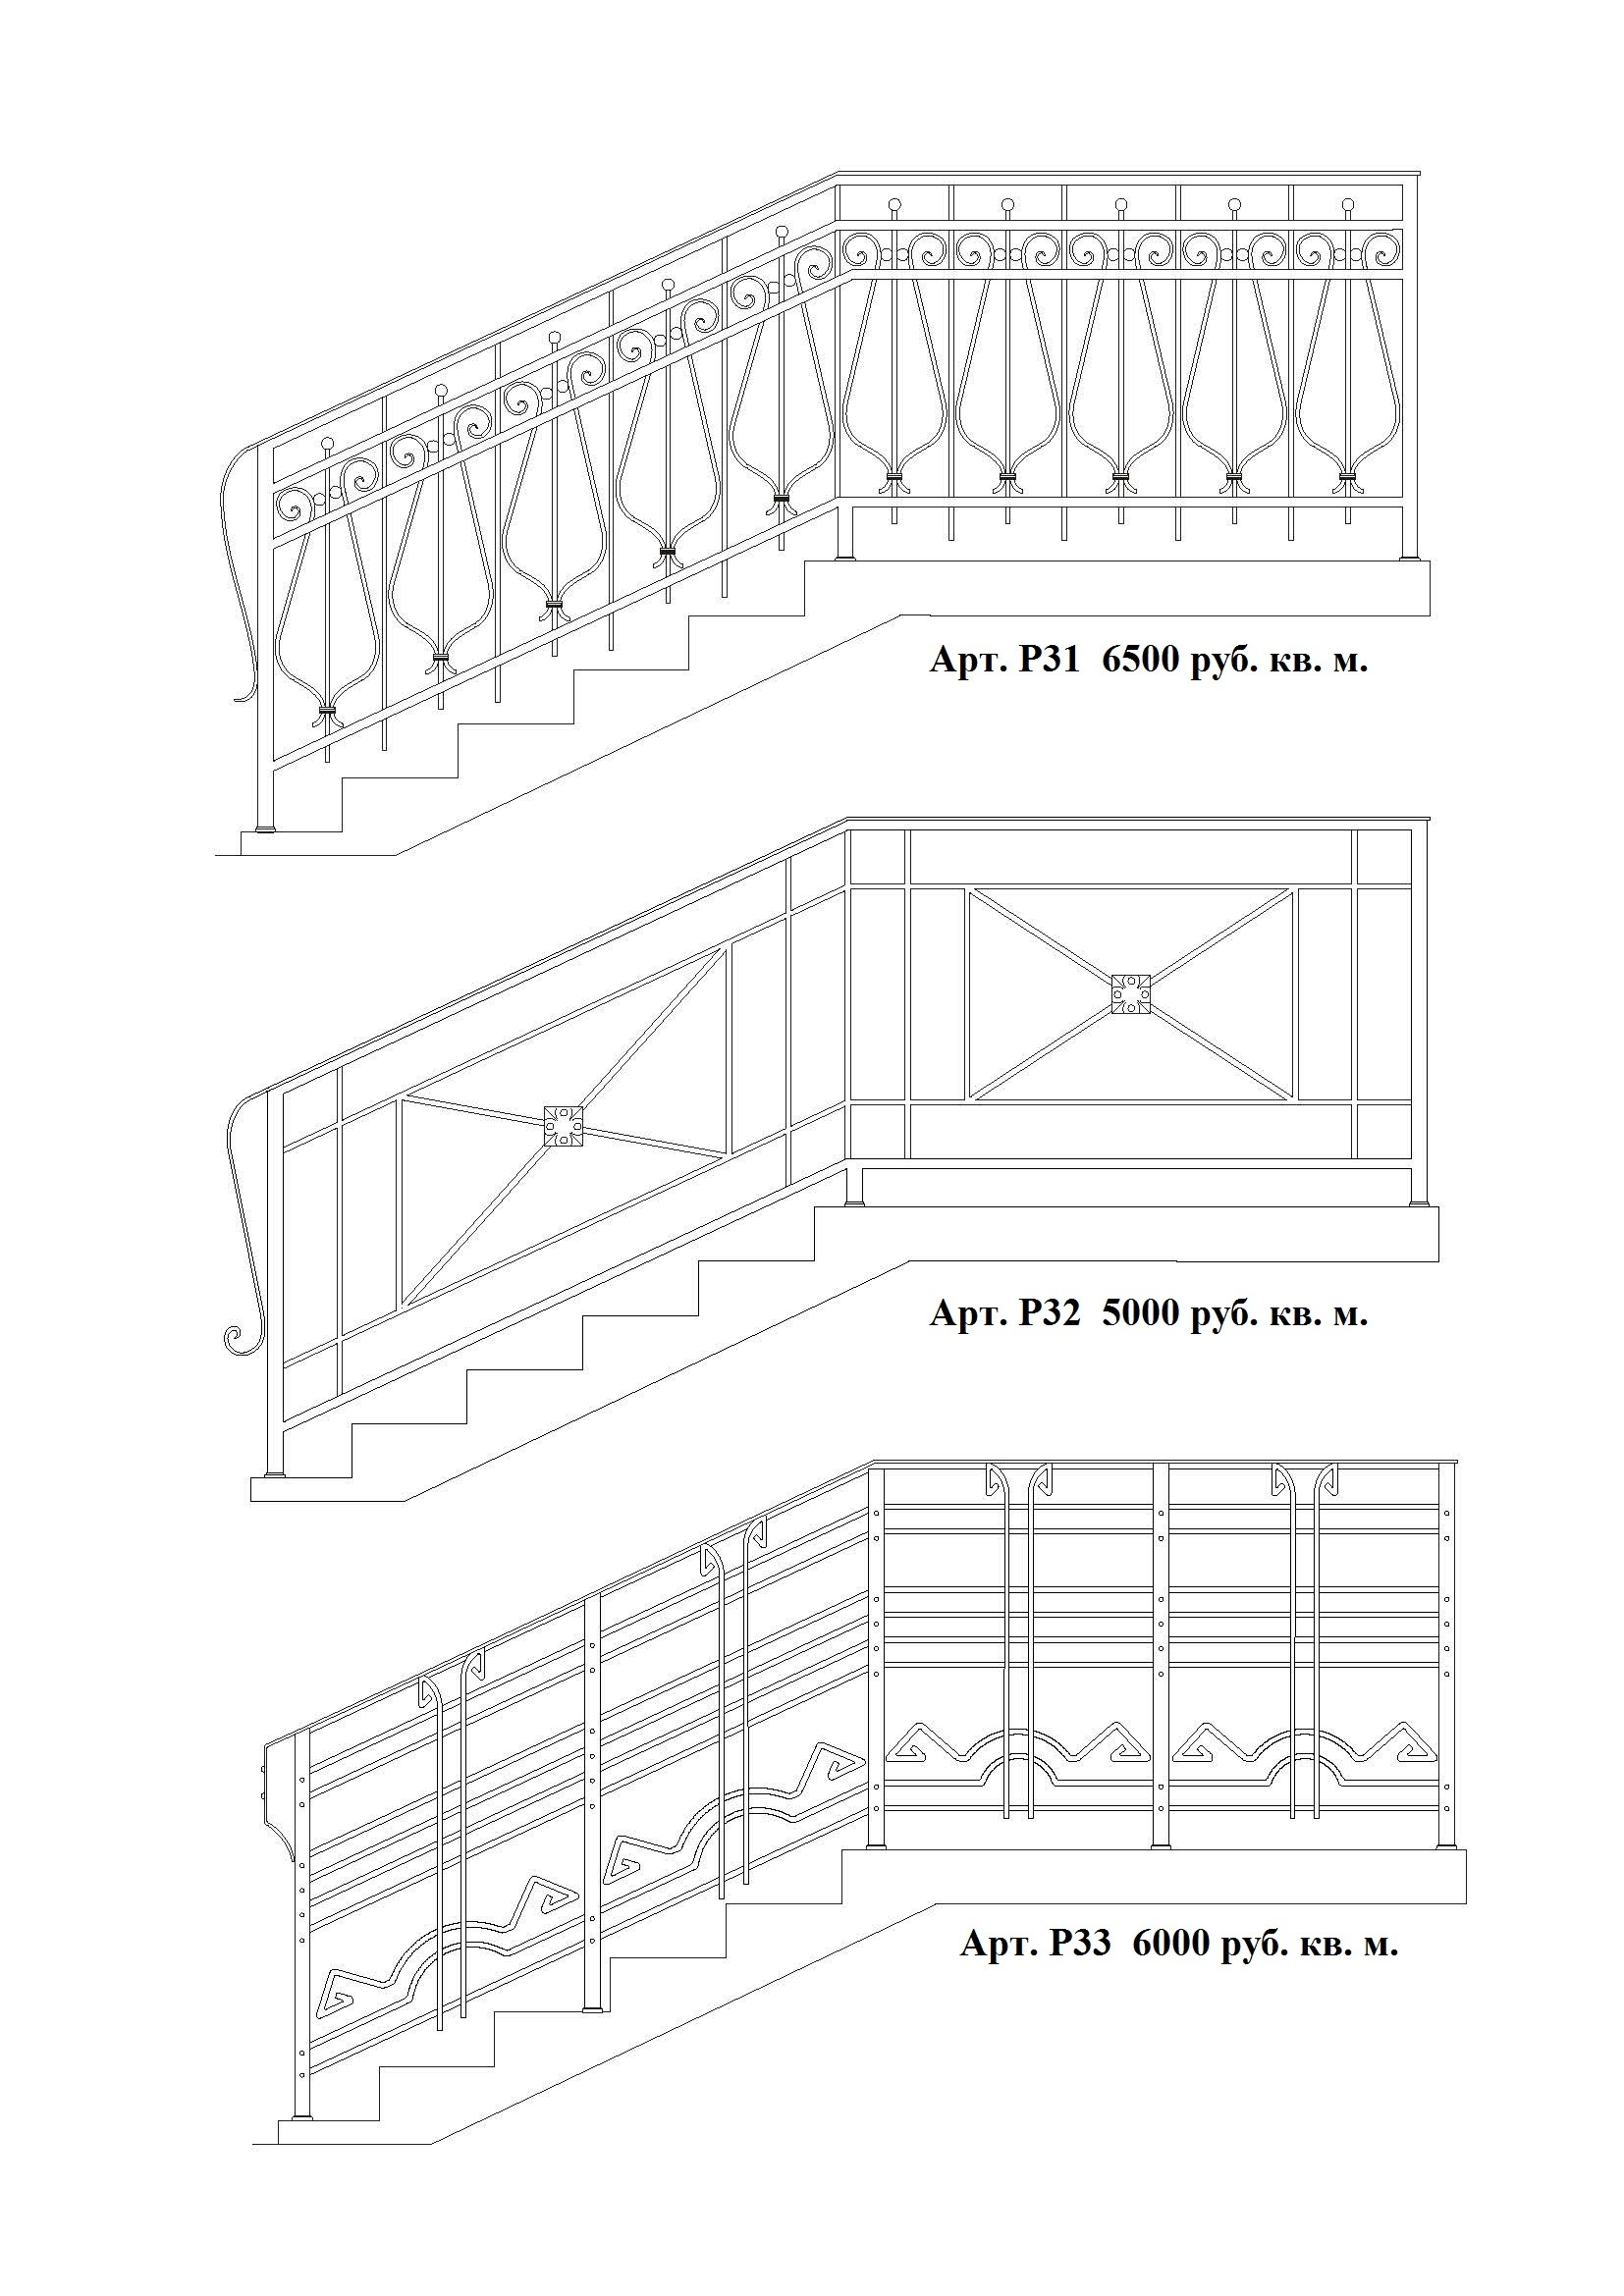 Арт. Р31  6500 руб. кв. м.
Арт. Р32  5000 руб. кв. м.
Арт. Р33  6000 руб. кв. м.